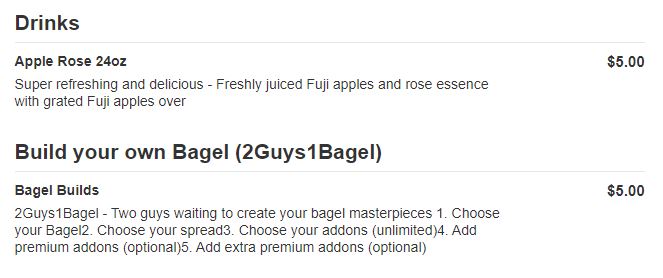 Drinks
Apple Rose 24oz
$5.00
Super refreshing and delicious - Freshly juiced Fuji apples and rose essence
with grated Fuji apples over
Build your own Bagel (2Guys1Bagel)
Bagel Builds
$5.00
2Guys1Bagel - Two guys waiting to create your bagel masterpieces 1. Choose
your Bagel2. Choose your spread3. Choose your addons (unlimited)4. Add
premium addons (optional)5. Add extra premium addons (optional)